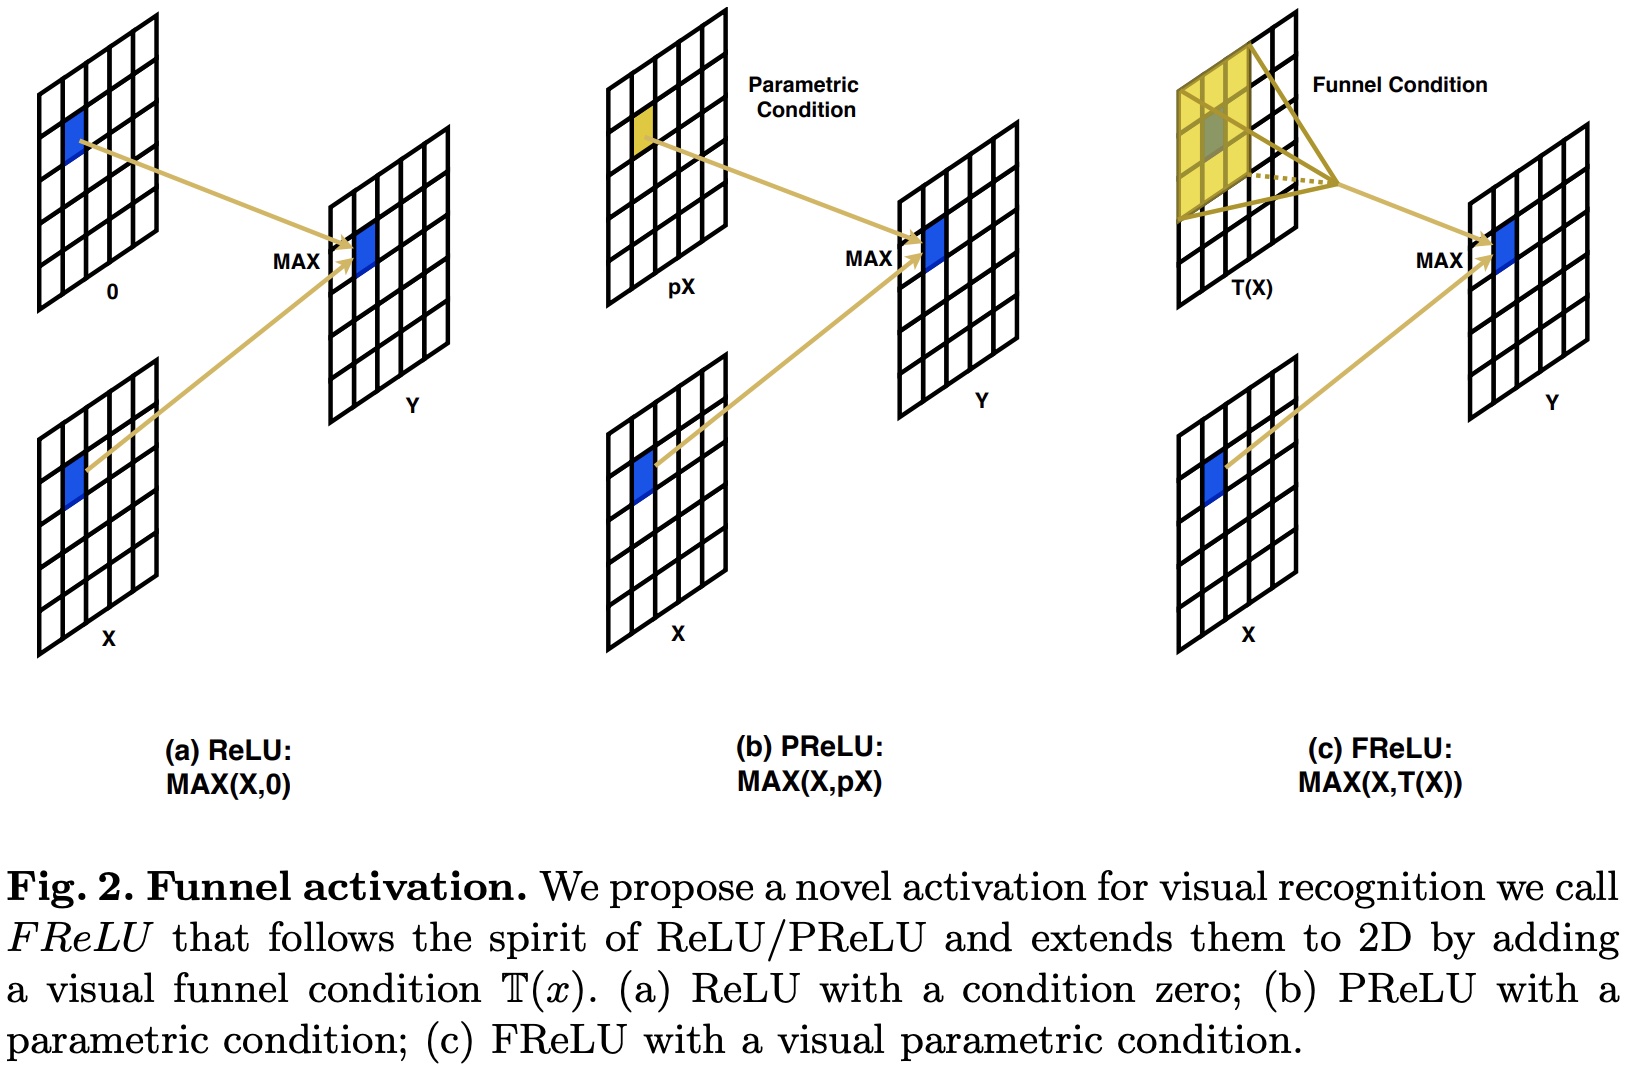 0
MAX
Y
X
(a) ReLU:
MAX(X,0)
Parametric
Condition
pX
MAX
Y
X
(b) PReLU:
MAX(X,pX)
Funnel Condition
T(X)
MAX
Y
X
(c) FReLU:
MAX(X,T(X))
Fig. 2. Funnel activation. We propose a novel activation for visual recognition we call
FReLU that follows the spirit of ReLU/PReLU and extends them to 2D by adding
a visual funnel condition 𝕋(x). (a) ReLU with a condition zero; (b) PReLU with a
parametric condition; (c) FReLU with a visual parametric condition.